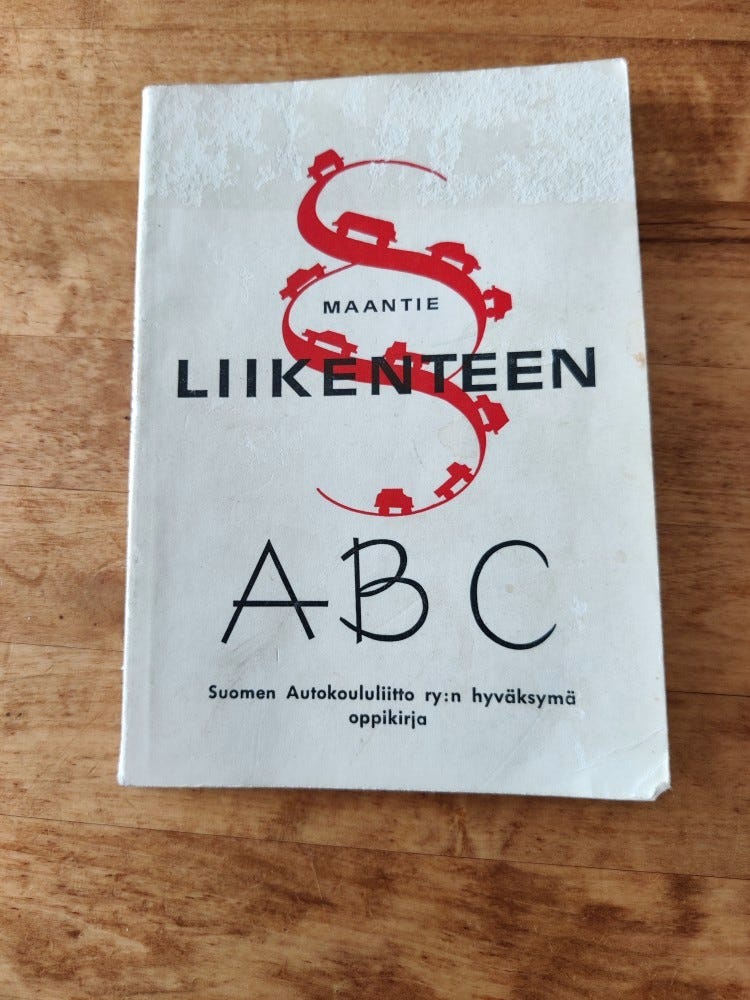 MAANTIE
LIIKENTEEN
ABC
Suomen Autokoululiitto ry:n hyväksymä
oppikirja